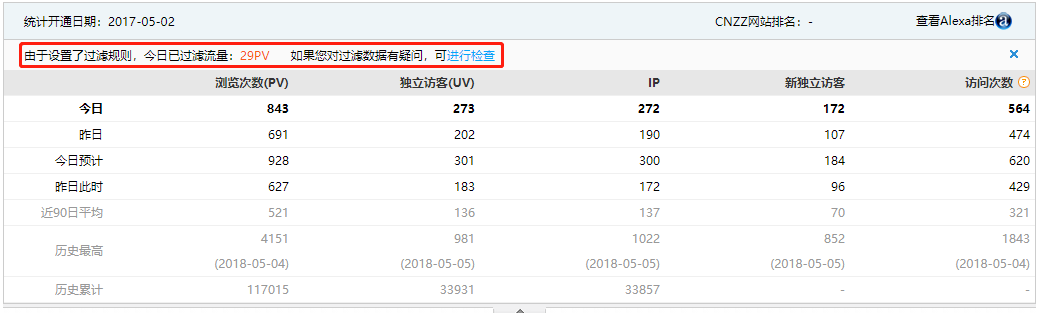 统计开通日期：2017-05-02 CNZZ网站排名：- 查看Alexa排名
由于设置了过滤规则，今日已过滤流量：29PV 如果您对过滤数据有疑问，可进行检查
浏览次数(PV) 独立访客(UV) IP 新独立访客 访问次数
今日 843 273 272 172 564
昨日 691 202 190 107 474
今日预计 928 301 300 184 620
昨日此时 627 183 172 96 429
近90日平均 521 136 137 70 321
历史最高 4151 981 1022 852 1843
(2018-05-04) (2018-05-05) (2018-05-05) (2018-05-05) (2018-05-04)
历史累计 117015 33931 33857 - -